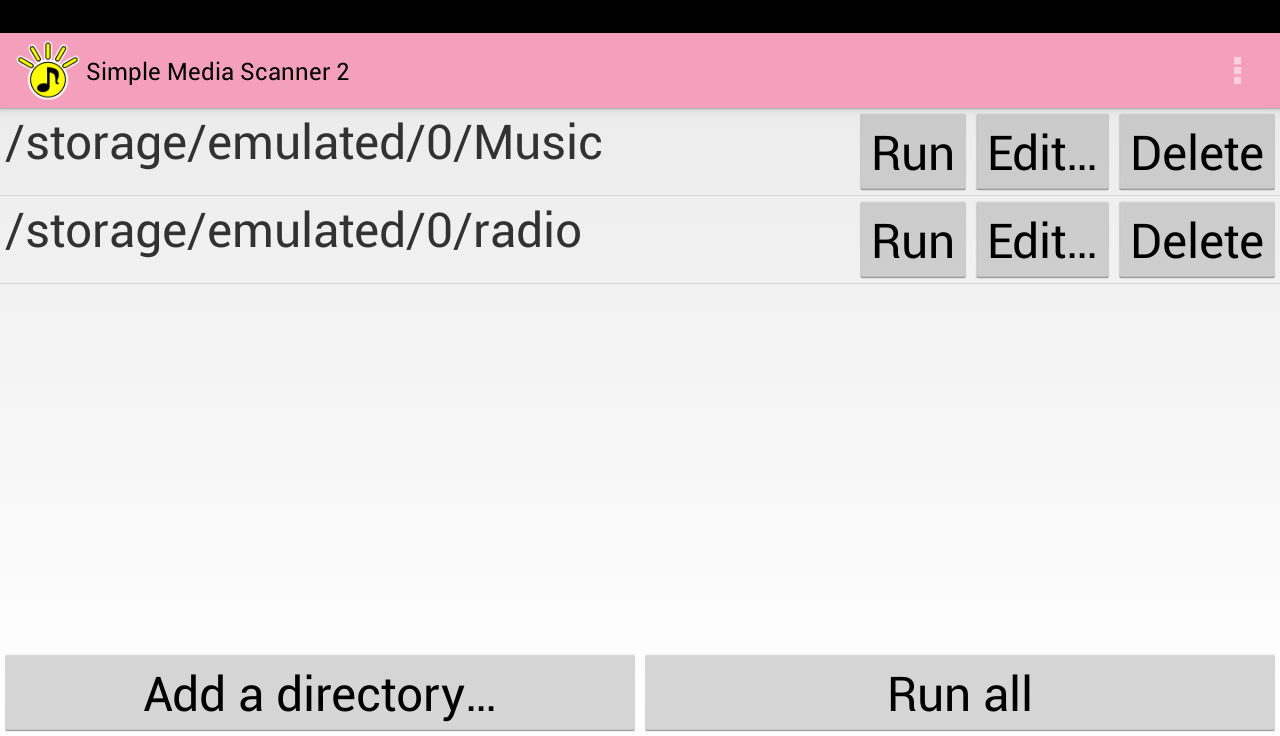 Simple Media Scanner 2
/storage/emulated/0/Music Run Edit... Delete
/storage/emulated/0/radio Run Edit... Delete
Add a directory... Run all